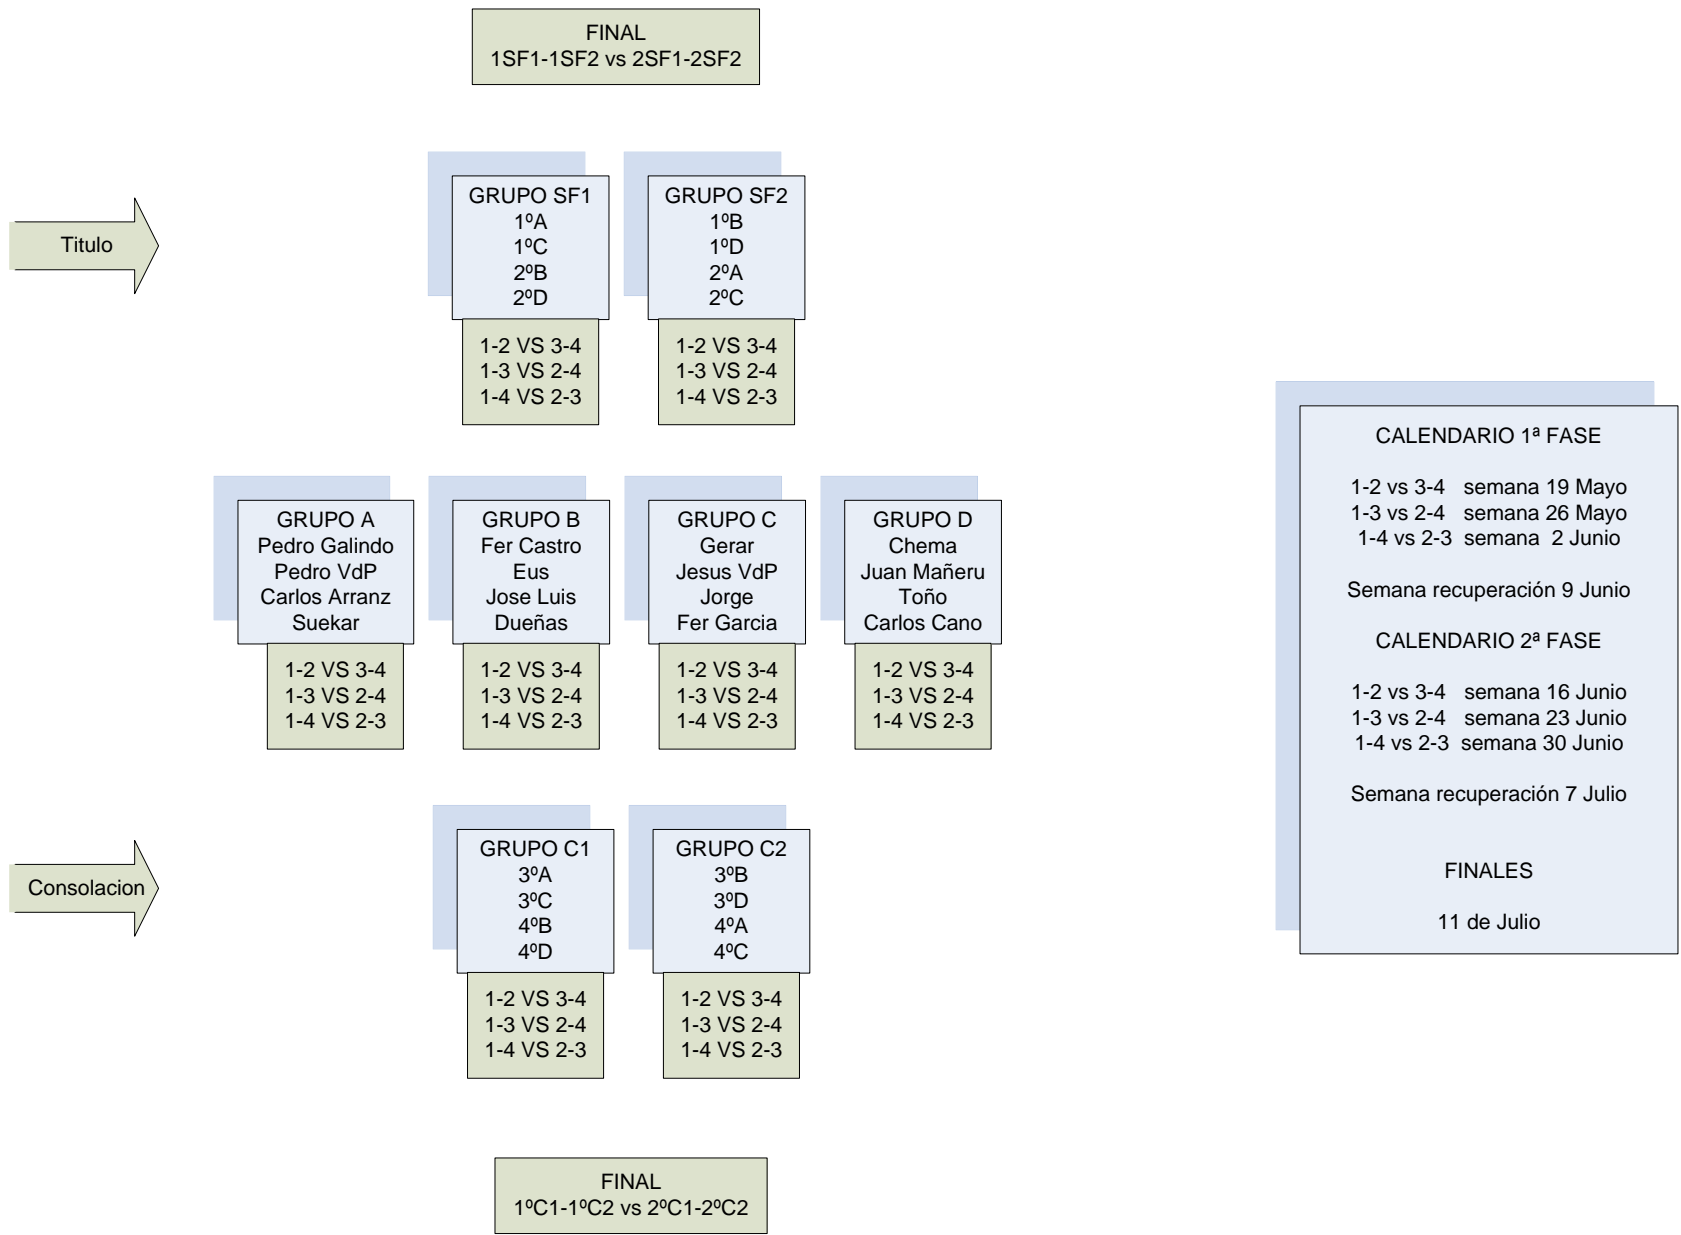 FINAL
1SF1-1SF2 vs 2SF1-2SF2
Titulo
GRUPO SF1
1ºA
1ºC
2ºB
2ºD
1-2 VS 3-4
1-3 VS 2-4
1-4 VS 2-3
GRUPO SF2
1ºB
1ºD
2ºA
2ºC
1-2 VS 3-4
1-3 VS 2-4
1-4 VS 2-3
GRUPO A
Pedro Galindo
Pedro VdP
Carlos Arranz
Suekar
1-2 VS 3-4
1-3 VS 2-4
1-4 VS 2-3
GRUPO B
Fer Castro
Eus
Jose Luis
Dueñas
1-2 VS 3-4
1-3 VS 2-4
1-4 VS 2-3
GRUPO C
Gerar
Jesus VdP
Jorge
Fer Garcia
1-2 VS 3-4
1-3 VS 2-4
1-4 VS 2-3
GRUPO D
Chema
Juan Mañeru
Toño
Carlos Cano
1-2 VS 3-4
1-3 VS 2-4
1-4 VS 2-3
Consolacion
GRUPO C1
3ºA
3ºC
4ºB
4ºD
1-2 VS 3-4
1-3 VS 2-4
1-4 VS 2-3
GRUPO C2
3ºB
3ºD
4ºA
4ºC
1-2 VS 3-4
1-3 VS 2-4
1-4 VS 2-3
FINAL
1ºC1-1ºC2 vs 2ºC1-2ºC2
CALENDARIO 1ª FASE
1-2 vs 3-4 semana 19 Mayo
1-3 vs 2-4 semana 26 Mayo
1-4 vs 2-3 semana 2 Junio
Semana recuperación 9 Junio
CALENDARIO 2ª FASE
1-2 vs 3-4 semana 16 Junio
1-3 vs 2-4 semana 23 Junio
1-4 vs 2-3 semana 30 Junio
Semana recuperación 7 Julio
FINALES
11 de Julio